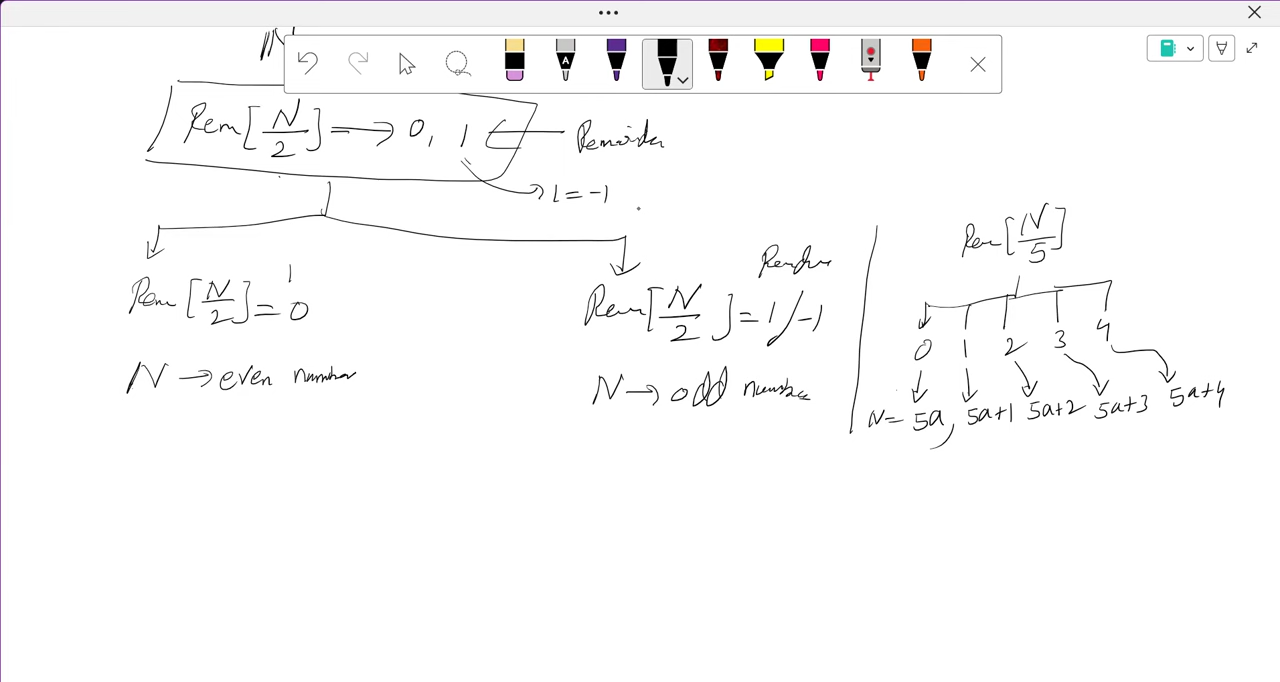 Rem[N/2] ⟹ 0, 1 ← Remainder
→ 1 = -1
Rem[N/2] = 0
N → even number
Rem[N/2] = 1/-1
N → odd number
Rem[N/5]
0 1 2 3 4
N = 5a, 5a+1 5a+2 5a+3 5a+4